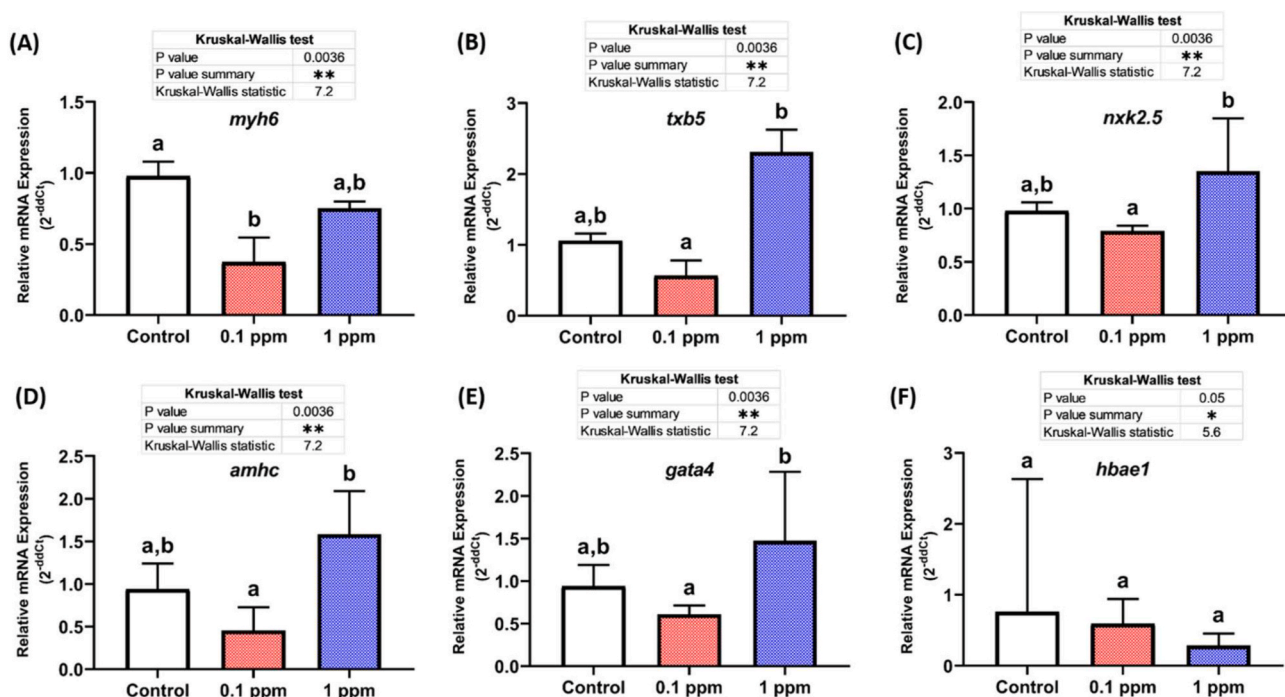 (A)
Kruskal-Wallis test
P value 0.0036
P value summary **
Kruskal-Wallis statistic 7.2
myh6
Relative mRNA Expression
(2-ddCt)
1.5
1.0
0.5
0.0
a
b
a,b
Control 0.1 ppm 1 ppm
(B)
Kruskal-Wallis test
P value 0.0036
P value summary **
Kruskal-Wallis statistic 7.2
txb5
Relative mRNA Expression
(2-ddCt)
3
2
1
0
a,b
a
b
Control 0.1 ppm 1 ppm
(C)
Kruskal-Wallis test
P value 0.0036
P value summary **
Kruskal-Wallis statistic 7.2
nxk2.5
Relative mRNA Expression
(2-ddCt)
2.0
1.5
1.0
0.5
0.0
a,b
a
b
Control 0.1 ppm 1 ppm
(D)
Kruskal-Wallis test
P value 0.0036
P value summary **
Kruskal-Wallis statistic 7.2
amhc
Relative mRNA Expression
(2-ddCt)
2.5
2.0
1.5
1.0
0.5
0.0
a,b
a
b
Control 0.1 ppm 1 ppm
(E)
Kruskal-Wallis test
P value 0.0036
P value summary **
Kruskal-Wallis statistic 7.2
gata4
Relative mRNA Expression
(2-ddCt)
2.5
2.0
1.5
1.0
0.5
0.0
a,b
a
b
Control 0.1 ppm 1 ppm
(F)
Kruskal-Wallis test
P value 0.05
P value summary *
Kruskal-Wallis statistic 5.6
hbae1
Relative mRNA Expression
(2-ddCt)
3
2
1
0
a
a
a
Control 0.1 ppm 1 ppm